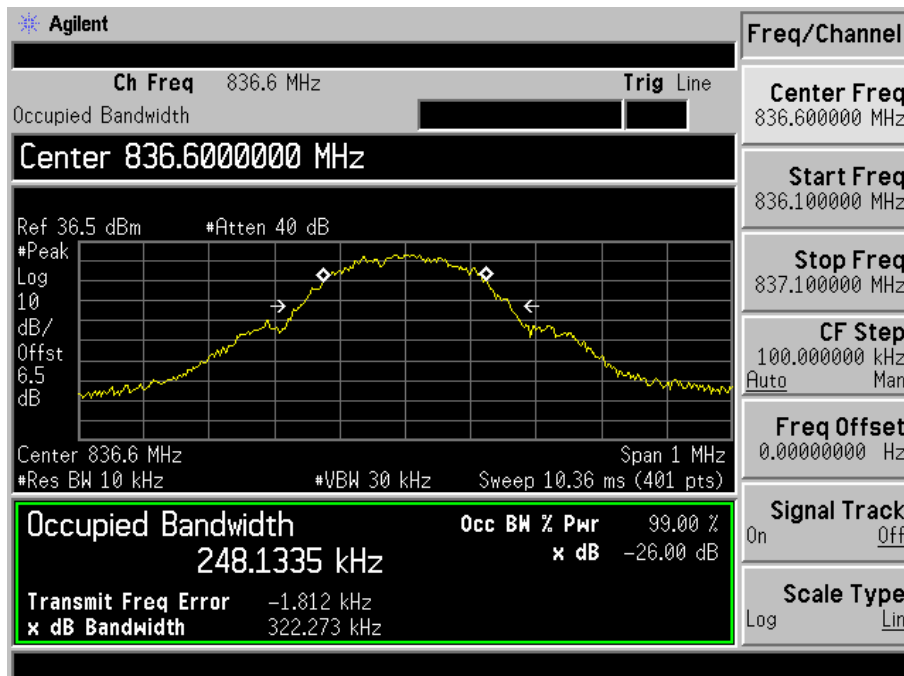 Agilent
Freq/Channel
Ch Freq 836.6 MHz Trig Line
Occupied Bandwidth
Center 836.6000000 MHz
Ref 36.5 dBm #Atten 40 dB
#Peak
Log
10
dB/
Offst
6.5
dB
Center 836.6 MHz Span 1 MHz
#Res BW 10 kHz #VBW 30 kHz Sweep 10.36 ms (401 pts)
Occupied Bandwidth
248.1335 kHz
Occ BW % Pwr 99.00 %
x dB -26.00 dB
Transmit Freq Error -1.812 kHz
x dB Bandwidth 322.273 kHz
Center Freq
836.600000 MHz
Start Freq
836.100000 MHz
Stop Freq
837.100000 MHz
CF Step
100.000000 kHz
Auto Man
Freq Offset
0.00000000 Hz
Signal Track
On Off
Scale Type
Log Lin